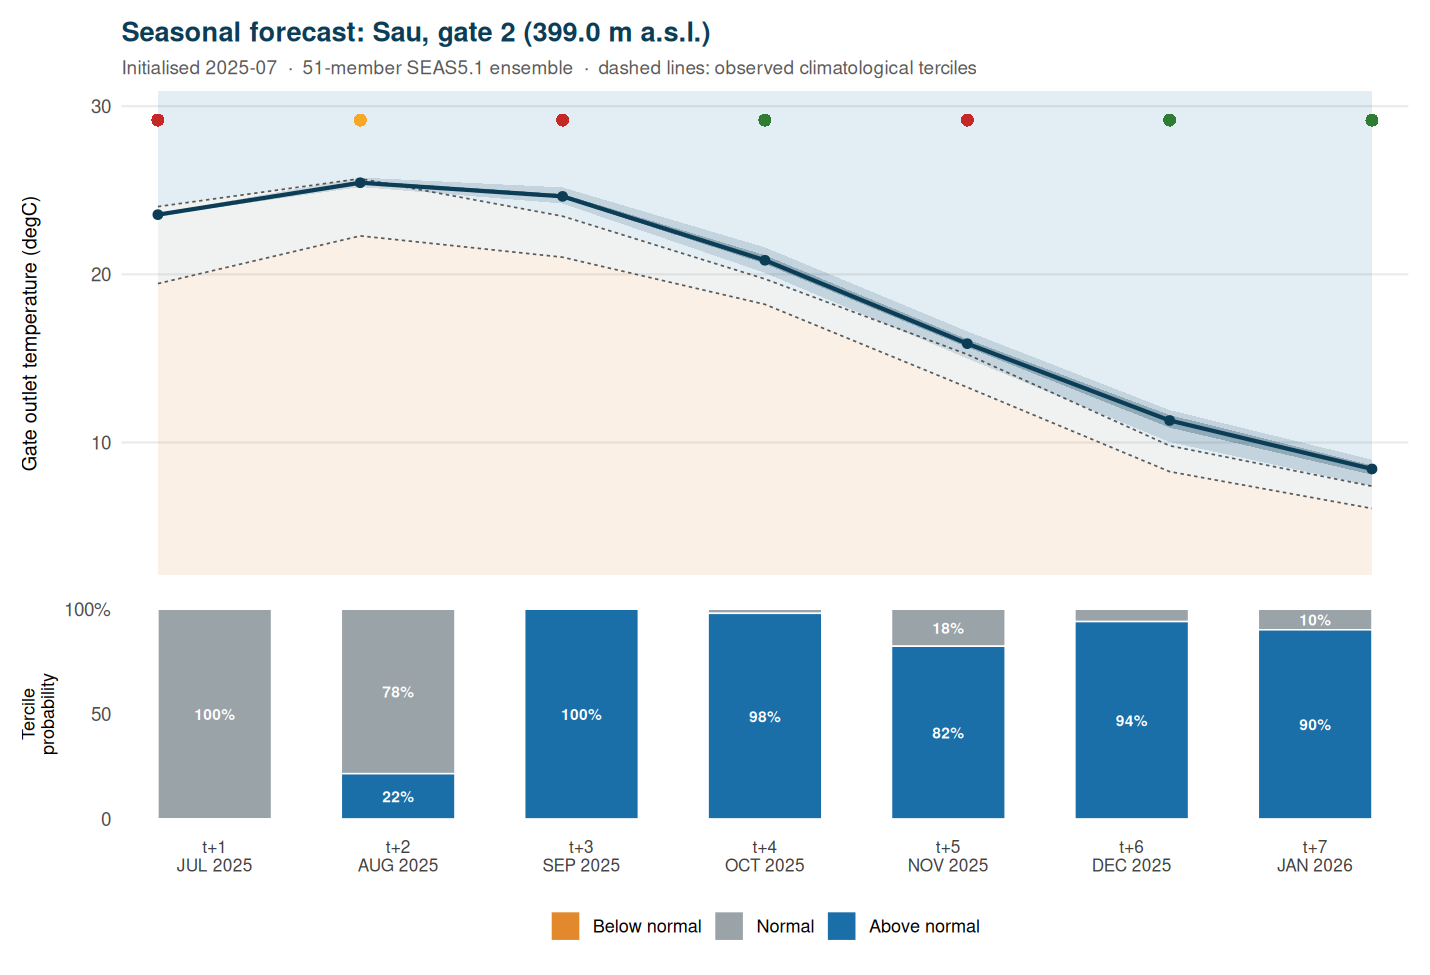 Seasonal forecast: Sau, gate 2 (399.0 m a.s.l.)
Initialised 2025-07 · 51-member SEAS5.1 ensemble · dashed lines: observed climatological terciles
Gate outlet temperature (degC)
30
20
10
Tercile
probability
100%
50
0
100%
78%
22%
100%
98%
18%
82%
94%
10%
90%
t+1
JUL 2025
t+2
AUG 2025
t+3
SEP 2025
t+4
OCT 2025
t+5
NOV 2025
t+6
DEC 2025
t+7
JAN 2026
Below normal
Normal
Above normal